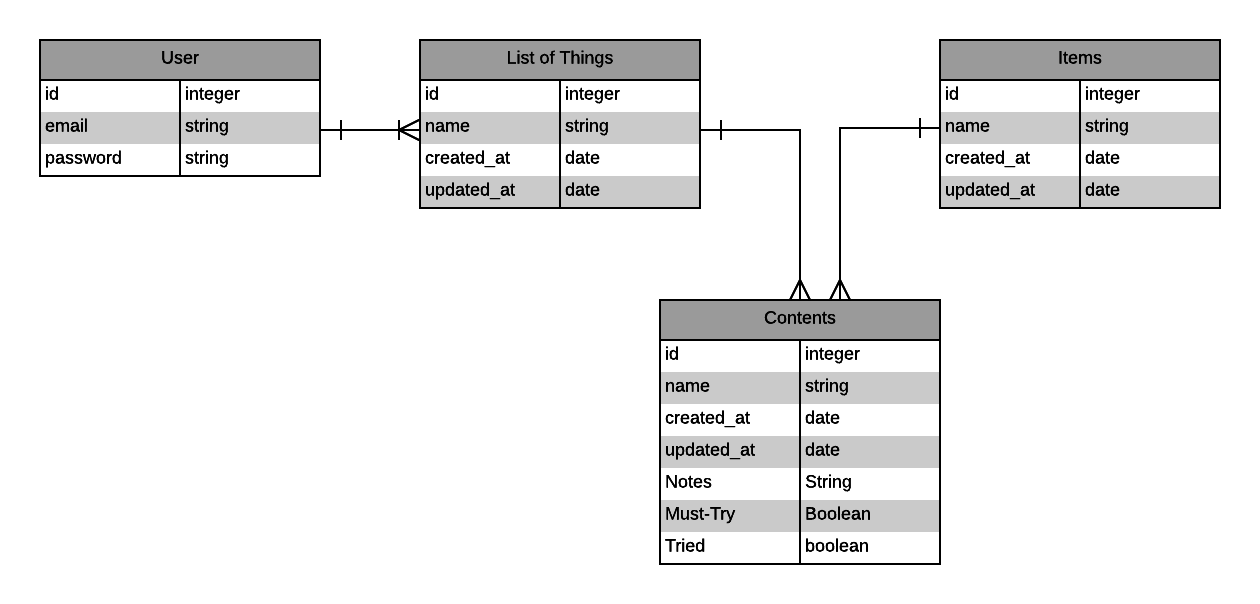 User
id integer
email string
password string
List of Things
id integer
name string
created_at date
updated_at date
Items
id integer
name string
created_at date
updated_at date
Contents
id integer
name string
created_at date
updated_at date
Notes String
Must-Try Boolean
Tried boolean